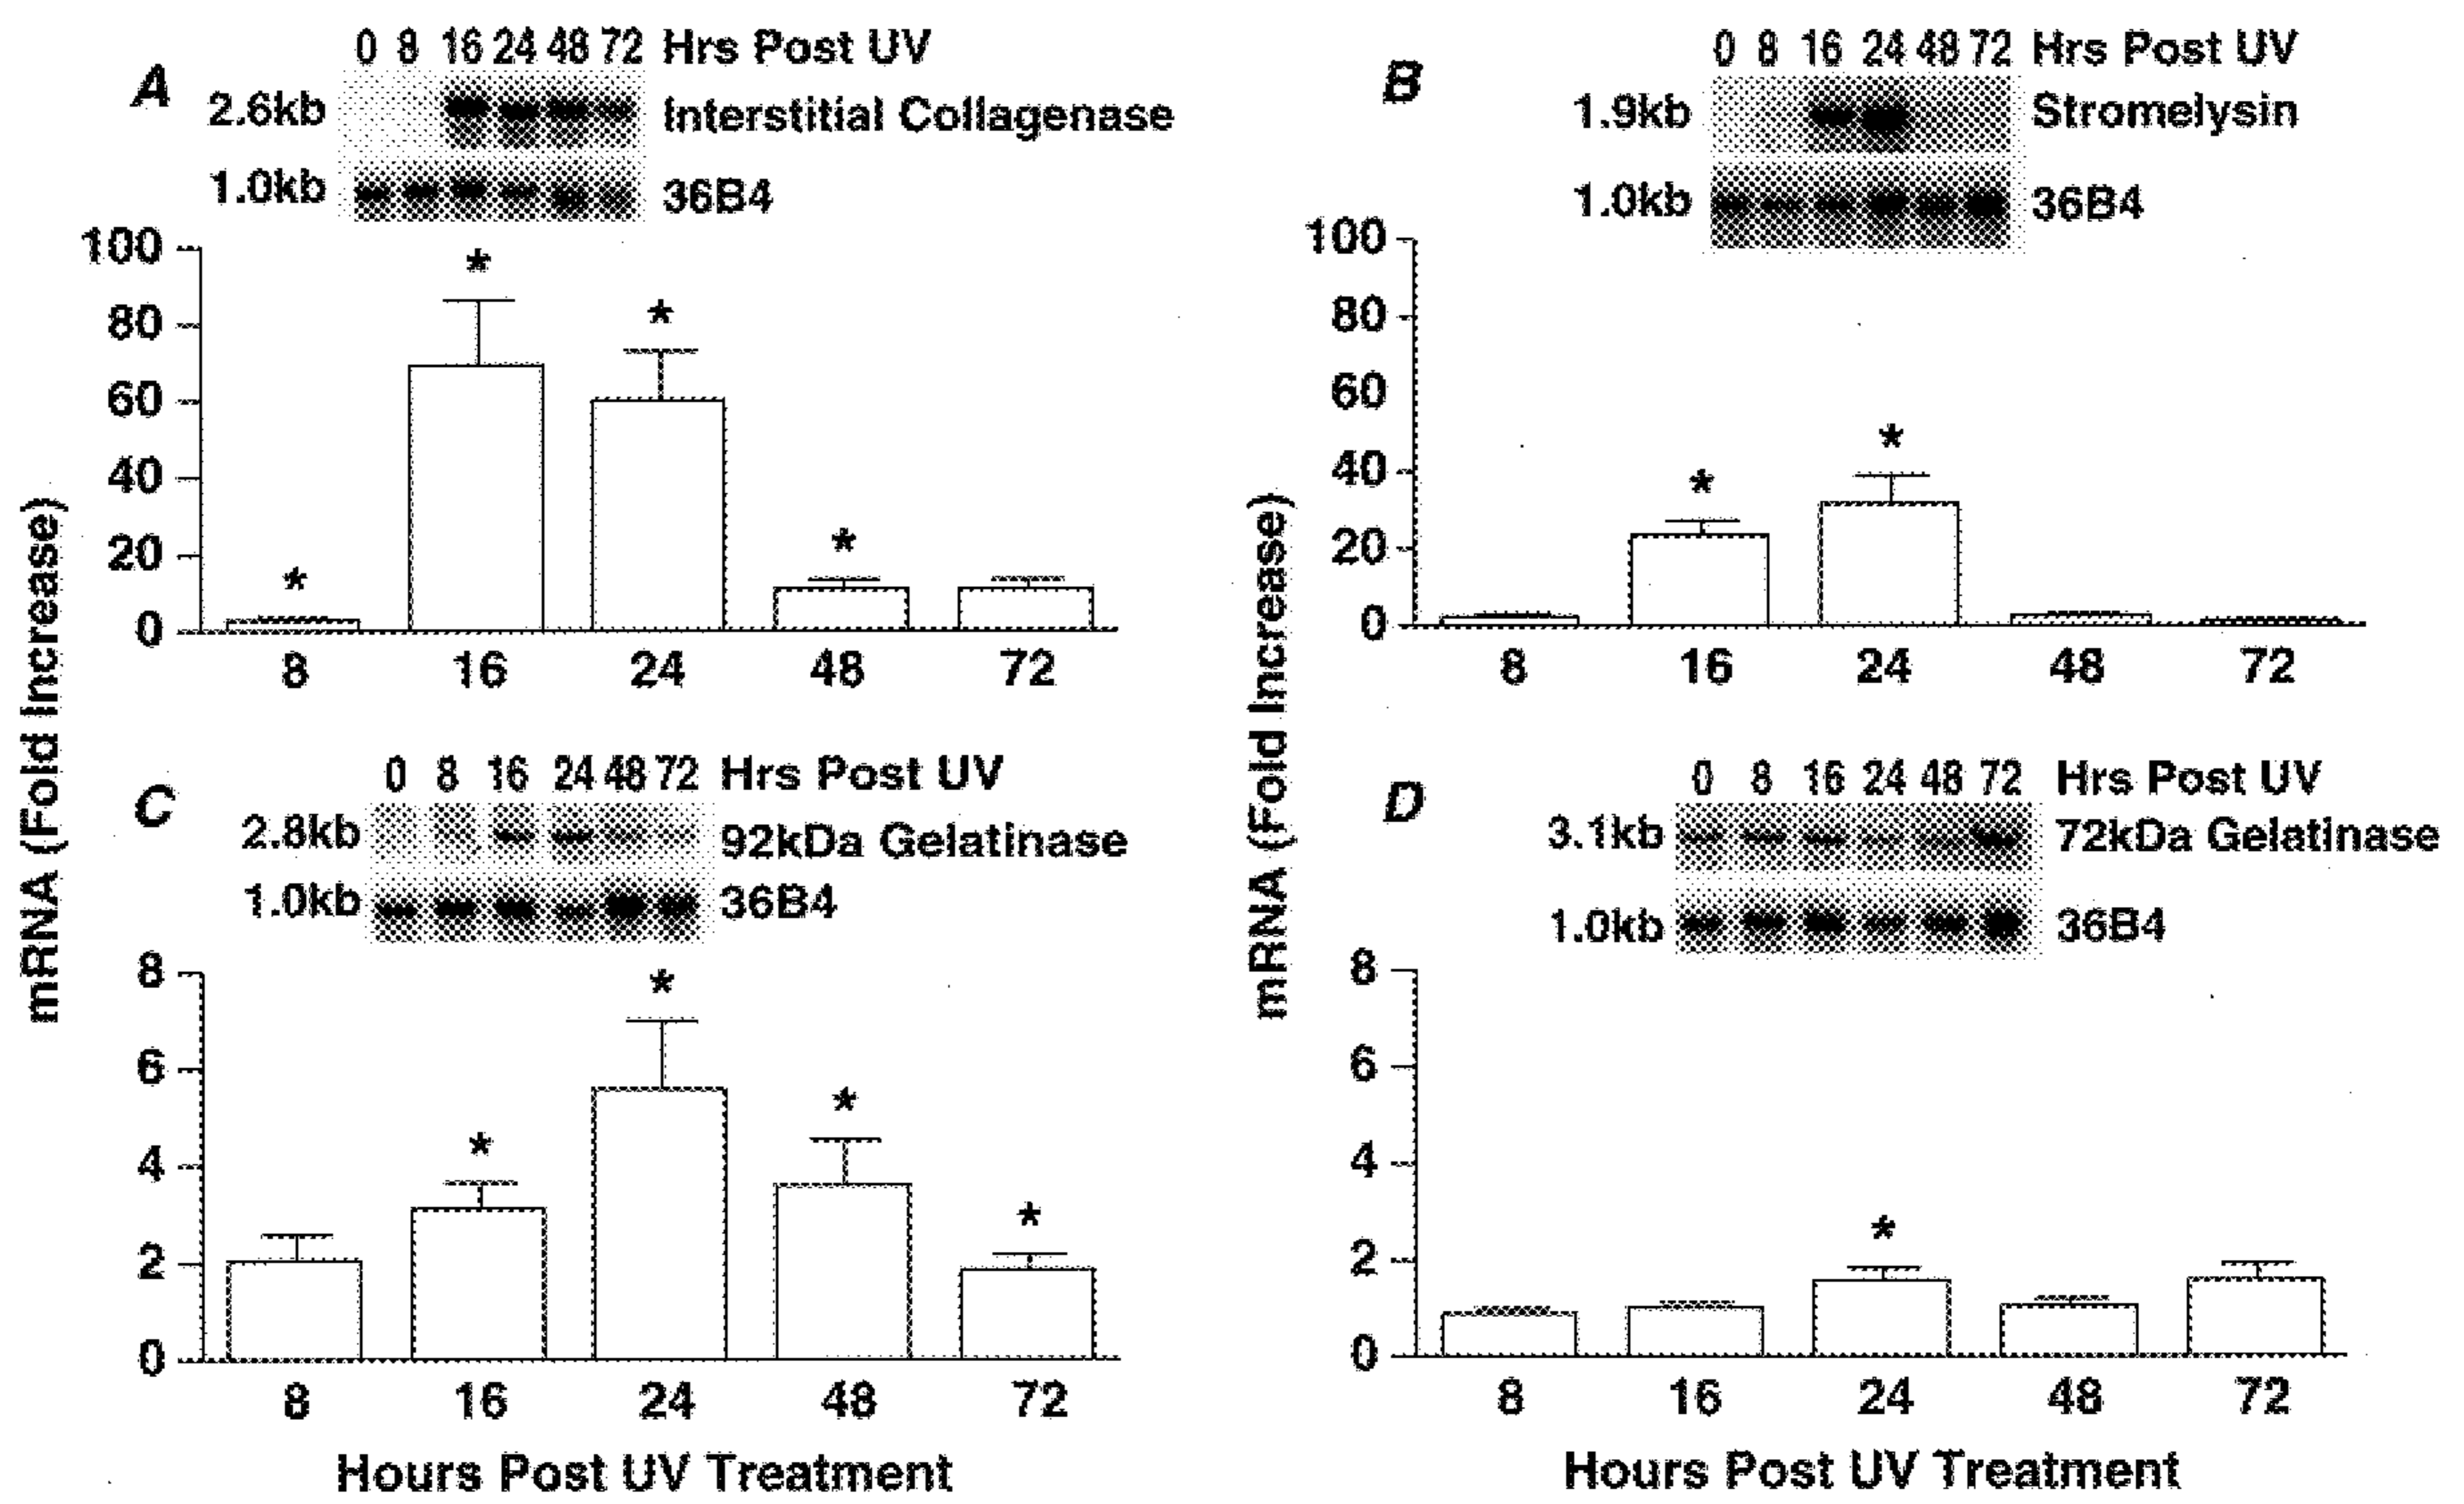 A
0 8 16 24 48 72 Hrs Post UV
2.6kb Interstitial Collagenase
1.0kb 36B4
100
80
60
40
20
0
* * * *
8 16 24 48 72
mRNA (Fold Increase)
B
0 8 16 24 48 72 Hrs Post UV
1.9kb Stromelysin
1.0kb 36B4
100
80
60
40
20
0
* *
8 16 24 48 72
mRNA (Fold Increase)
C
0 8 16 24 48 72 Hrs Post UV
2.8kb 92kDa Gelatinase
1.0kb 36B4
8
6
4
2
0
* * * *
8 16 24 48 72
Hours Post UV Treatment
D
0 8 16 24 48 72 Hrs Post UV
3.1kb 72kDa Gelatinase
1.0kb 36B4
8
6
4
2
0
*
8 16 24 48 72
Hours Post UV Treatment